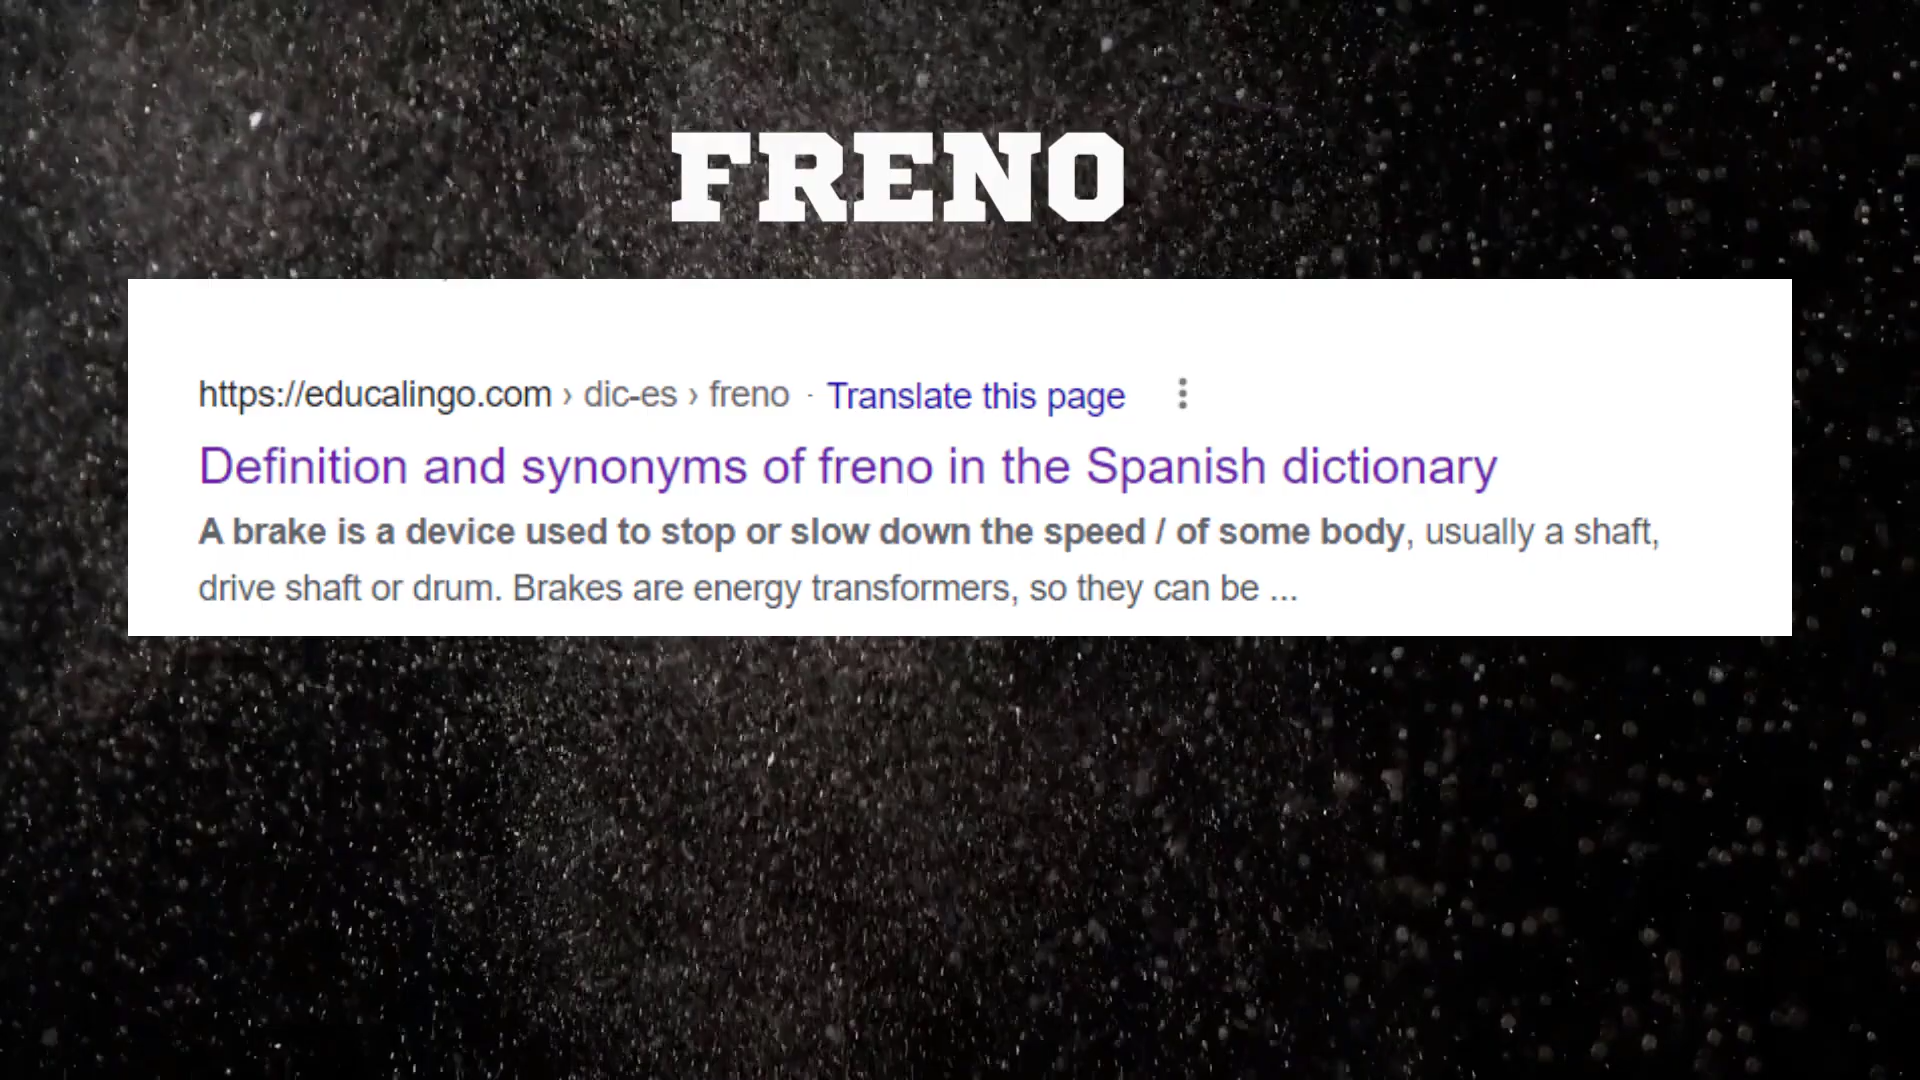 FRENO
https://educalingo.com › dic-es › freno · Translate this page
Definition and synonyms of freno in the Spanish dictionary
A brake is a device used to stop or slow down the speed / of some body, usually a shaft,
drive shaft or drum. Brakes are energy transformers, so they can be ...